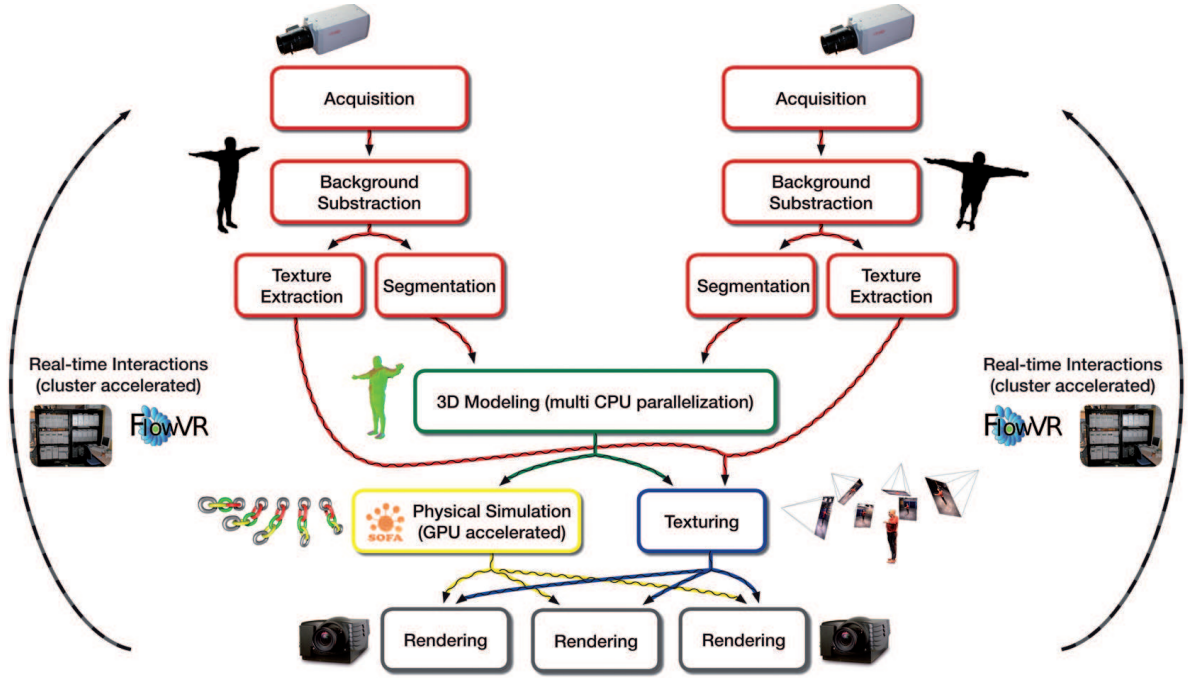 Acquisition
Acquisition
Background
Substraction
Background
Substraction
Texture
Extraction
Segmentation
Segmentation
Texture
Extraction
Real-time Interactions
(cluster accelerated)
FlowVR
3D Modeling (multi CPU parallelization)
Real-time Interactions
(cluster accelerated)
FlowVR
SOFA
Physical Simulation
(GPU accelerated)
Texturing
Rendering
Rendering
Rendering